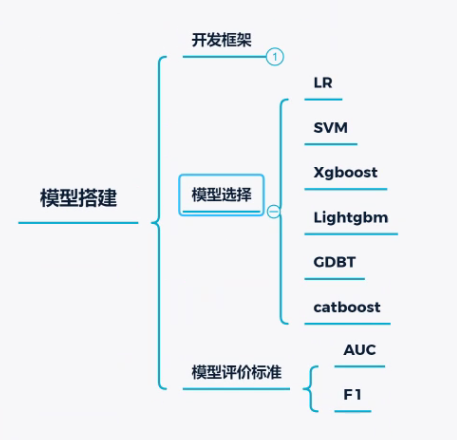 模型搭建
开发框架
1
模型选择
LR
SVM
Xgboost
Lightgbm
GDBT
catboost
模型评价标准
AUC
F1